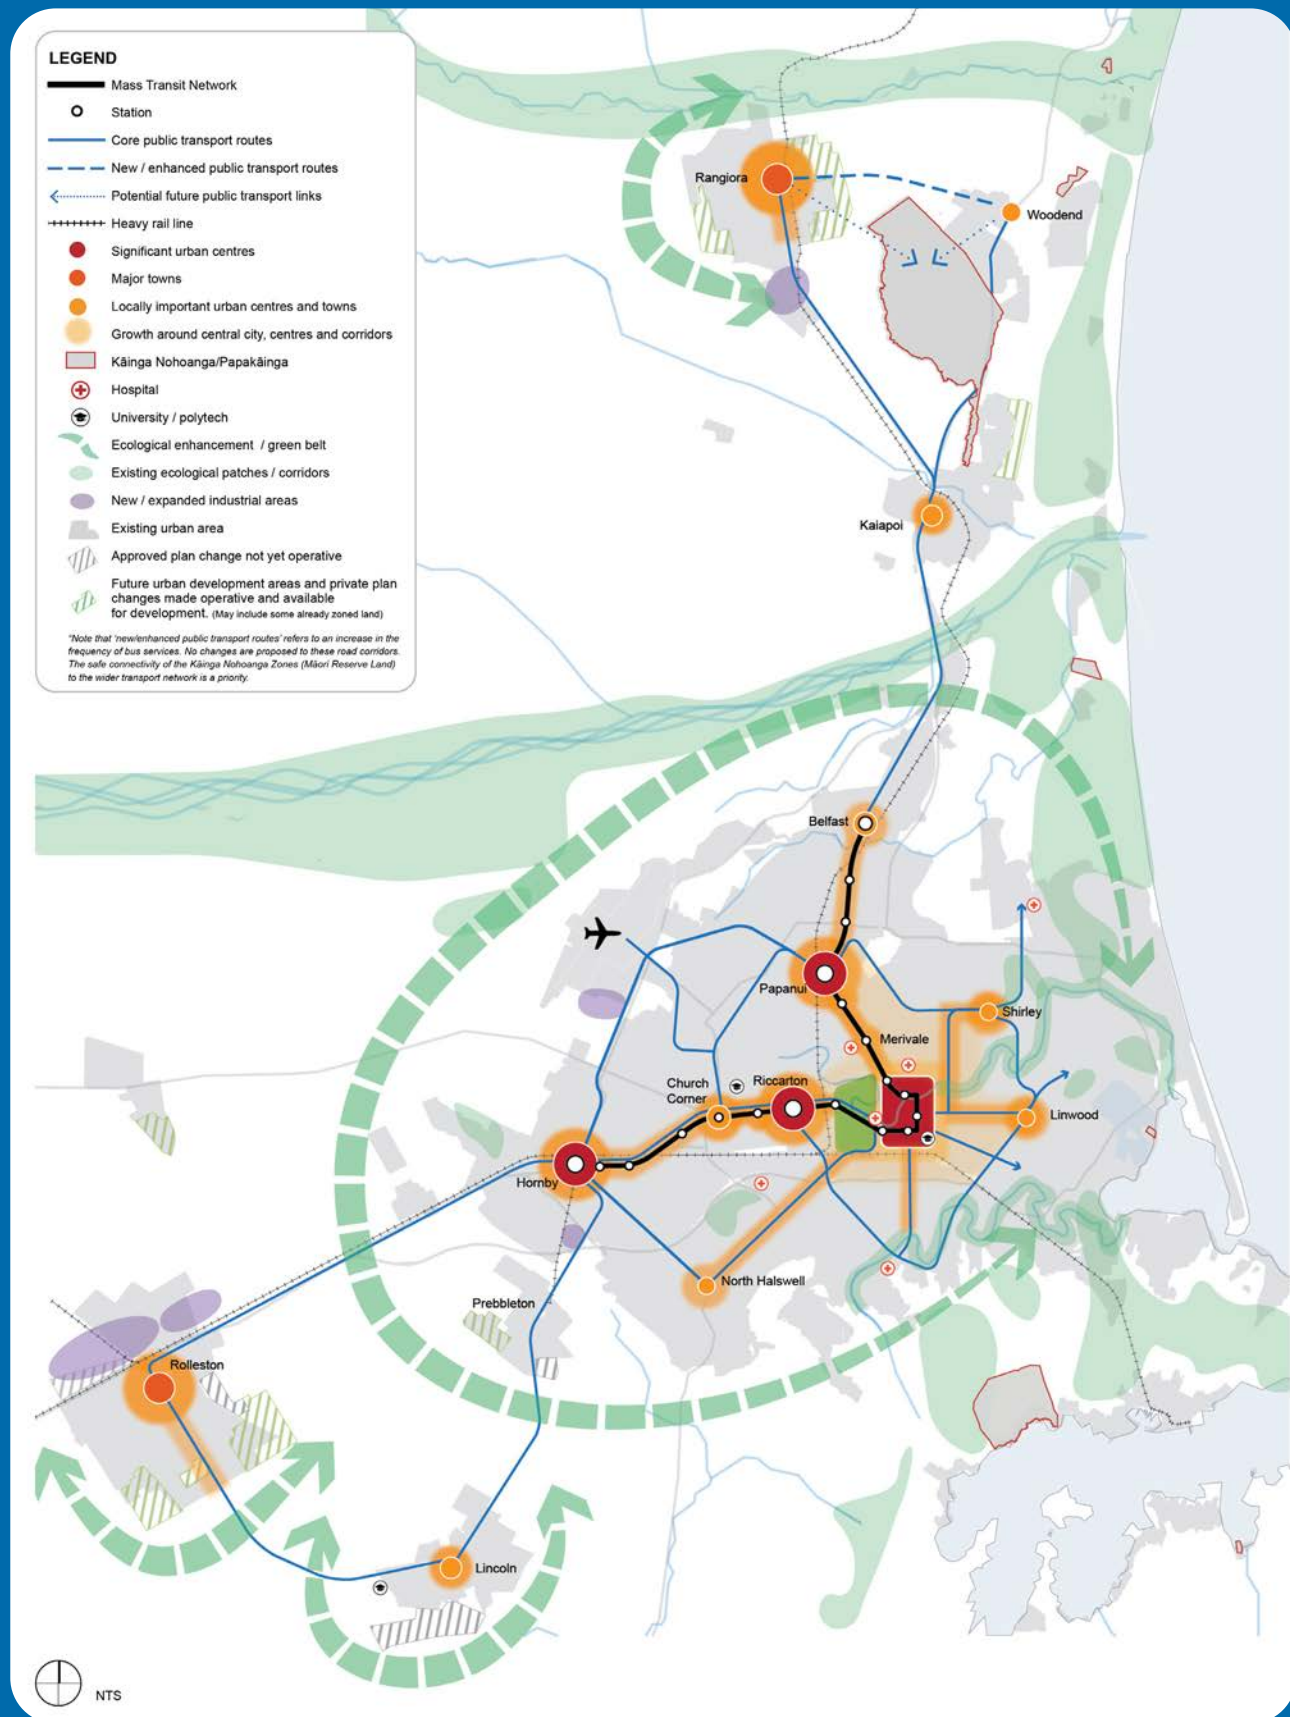 LEGEND
Mass Transit Network
Station
Core public transport routes
New / enhanced public transport routes
Potential future public transport links
Heavy rail line
Significant urban centres
Major towns
Locally important urban centres and towns
Growth around central city, centres and corridors
Kāinga Nohoanga/Papakāinga
Hospital
University / polytech
Ecological enhancement / green belt
Existing ecological patches / corridors
New / expanded industrial areas
Existing urban area
Approved plan change not yet operative
Future urban development areas and private plan
changes made operative and available
for development. (May include some already zoned land)
"Note that 'new/enhanced public transport routes' refers to an increase in the
frequency of bus services. No changes are proposed to these road corridors.
The safe connectivity of the Kāinga Nohoanga Zones (Māori Reserve Land)
to the wider transport network is a priority.
Rangiora
Woodend
Kaiapoi
Belfast
Papanui
Shirley
Merivale
Church
Corner
Riccarton
Linwood
Hornby
North Halswell
Prebbleton
Rolleston
Lincoln
NTS